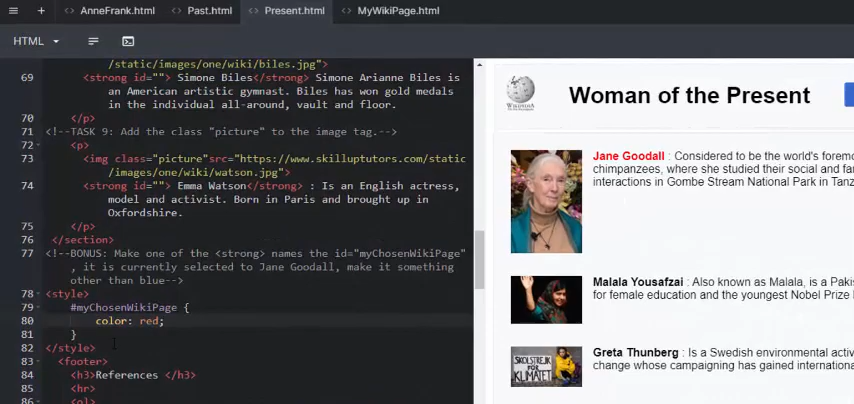 AnneFrank.html
Past.html
Present.html
MyWikiPage.html
HTML
/static/images/one/wiki/biles.jpg">
69 <strong id=""> Simone Biles</strong> Simone Arianne Biles is
an American artistic gymnast. Biles has won gold medals
in the individual all-around, vault and floor.
70 </p>
71 <!--TASK 9: Add the class "picture" to the image tag.-->
72 <p>
73 <img class="picture"src="https://www.skilluptutors.com/static
/images/one/wiki/watson.jpg">
74 <strong id=""> Emma Watson</strong> : Is an English actress,
model and activist. Born in Paris and brought up in
Oxfordshire.
75 </p>
76 </section>
77 <!--BONUS: Make one of the <strong> names the id="myChosenWikiPage"
, it is currently selected to Jane Goodall, make it something
other than blue-->
78 <style>
79 #myChosenWikiPage {
80 color: red;
81 }
82 </style>
83 <footer>
84 <h3>References </h3>
85 <hr>
86 <ol>
WIKIPEDIA
Woman of the Present
Jane Goodall : Considered to be the world's foremo
chimpanzees, where she studied their social and fa
interactions in Gombe Stream National Park in Tanz
Malala Yousafzai : Also known as Malala, is a Pakis
for female education and the youngest Nobel Prize
SKOLSTREJK
FÖR
KLIMATET
Greta Thunberg : Is a Swedish environmental activ
change whose campaigning has gained international